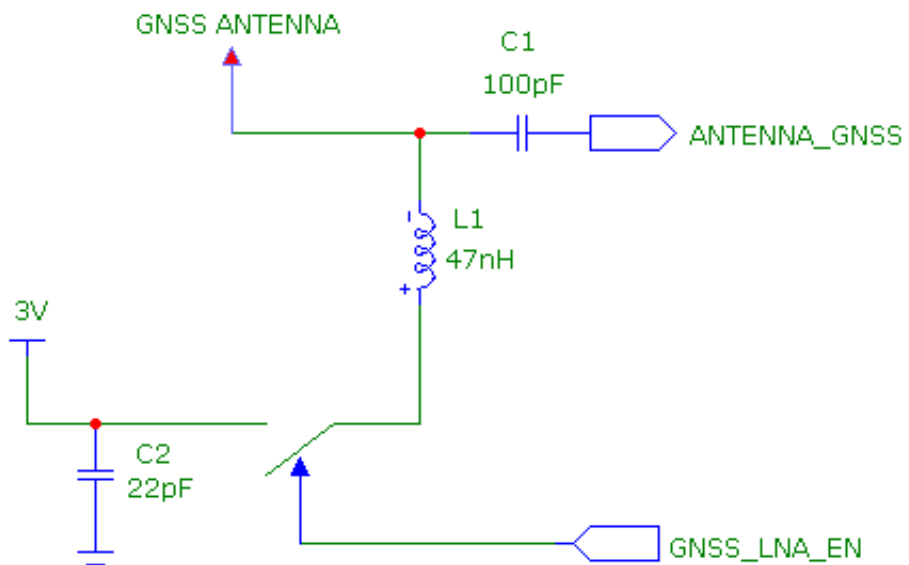 GNSS ANTENNA
C1
100pF
ANTENNA_GNSS
L1
47nH
3V
C2
22pF
GNSS_LNA_EN